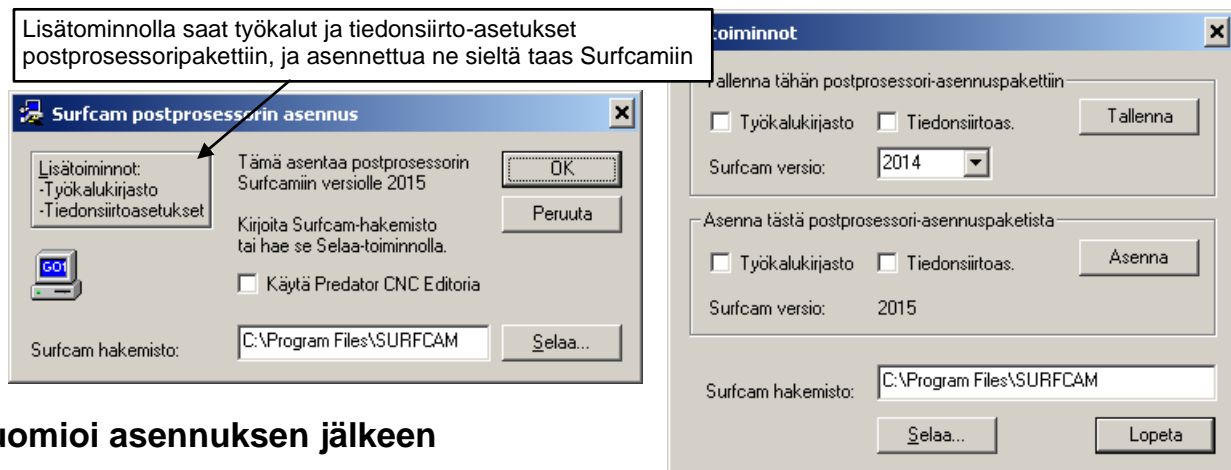 Lisätoiminnolla saat työkalut ja tiedonsiirto-asetukset
postprosessoripakettiin, ja asennettua ne sieltä taas Surfcamiin
Surfcam postprosessorin asennus
Lisätoiminnot:
-Työkalukirjasto
-Tiedonsiirtoasetukset
Tämä asentaa postprosessorin
Surfcamiin versiolle 2015
Kirjoita Surfcam-hakemisto
tai hae se Selaa-toiminnolla.
Käytä Predator CNC Editoria
OK
Peruuta
GO1
Surfcam hakemisto:
C:\Program Files\SURFCAM
Selaa...
uomioi asennuksen jälkeen
toiminnot
Tallenna tähän postprosessori-asennuspakettiin
Työkalukirjasto
Tiedonsiirtoas.
Tallenna
Surfcam versio:
2014
Asenna tästä postprosessori-asennuspaketista
Työkalukirjasto
Tiedonsiirtoas.
Asenna
Surfcam versio:
2015
Surfcam hakemisto:
C:\Program Files\SURFCAM
Selaa...
Lopeta